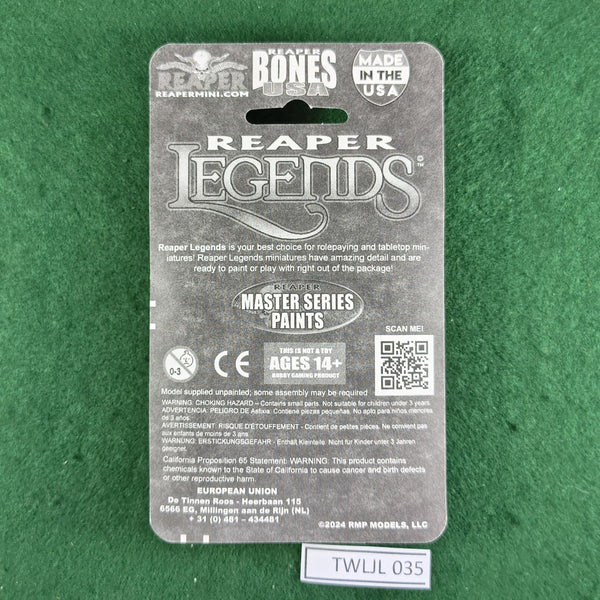 REAPER
REAPERMINI.COM
REAPER
BONES
USA
MADE
IN THE
USA
REAPER
LEGENDS
Reaper Legends is your best choice for rolepaying and tabletop min-
iatures! Reaper Legends miniatures have amazing detail and are
ready to paint or play with right out of the package!
REAPER
MASTER SERIES
PAINTS
SCAN ME!
0-3
CE
THIS IS NOT A TOY
AGES 14+
HOBBY GAMING PRODUCT
Model supplied unpainted; some assembly may be required
WARNING: CHOKING HAZARD – Contains small parts. Not suitable for children under 3 years.
ADVERTENCIA: PELIGRO DE Asfixia: Contiene piezas pequeñas. No apto para niños menores
de 3 años.
AVERTISSEMENT: RISQUE D'ÉTOUFFEMENT - Contient de petites pièces. Ne convient pas
aux enfants de moins de 3 ans.
WARNUNG: ERSTICKUNGSGEFAHR - Enthält Kleinteile. Nicht für Kinder unter 3 Jahren
geeignet.
California Proposition 65 Statement: WARNING: This product contains
chemicals known to the State of California to cause cancer and birth defects
or other reproductive harm.
EUROPEAN UNION
De Tinnen Roos - Heerbaan 115
6566 EG, Millingen aan de Rijn (NL)
+ 31 (0) 481 – 434481
©2024 RMP MODELS, LLC
TWLJL 035